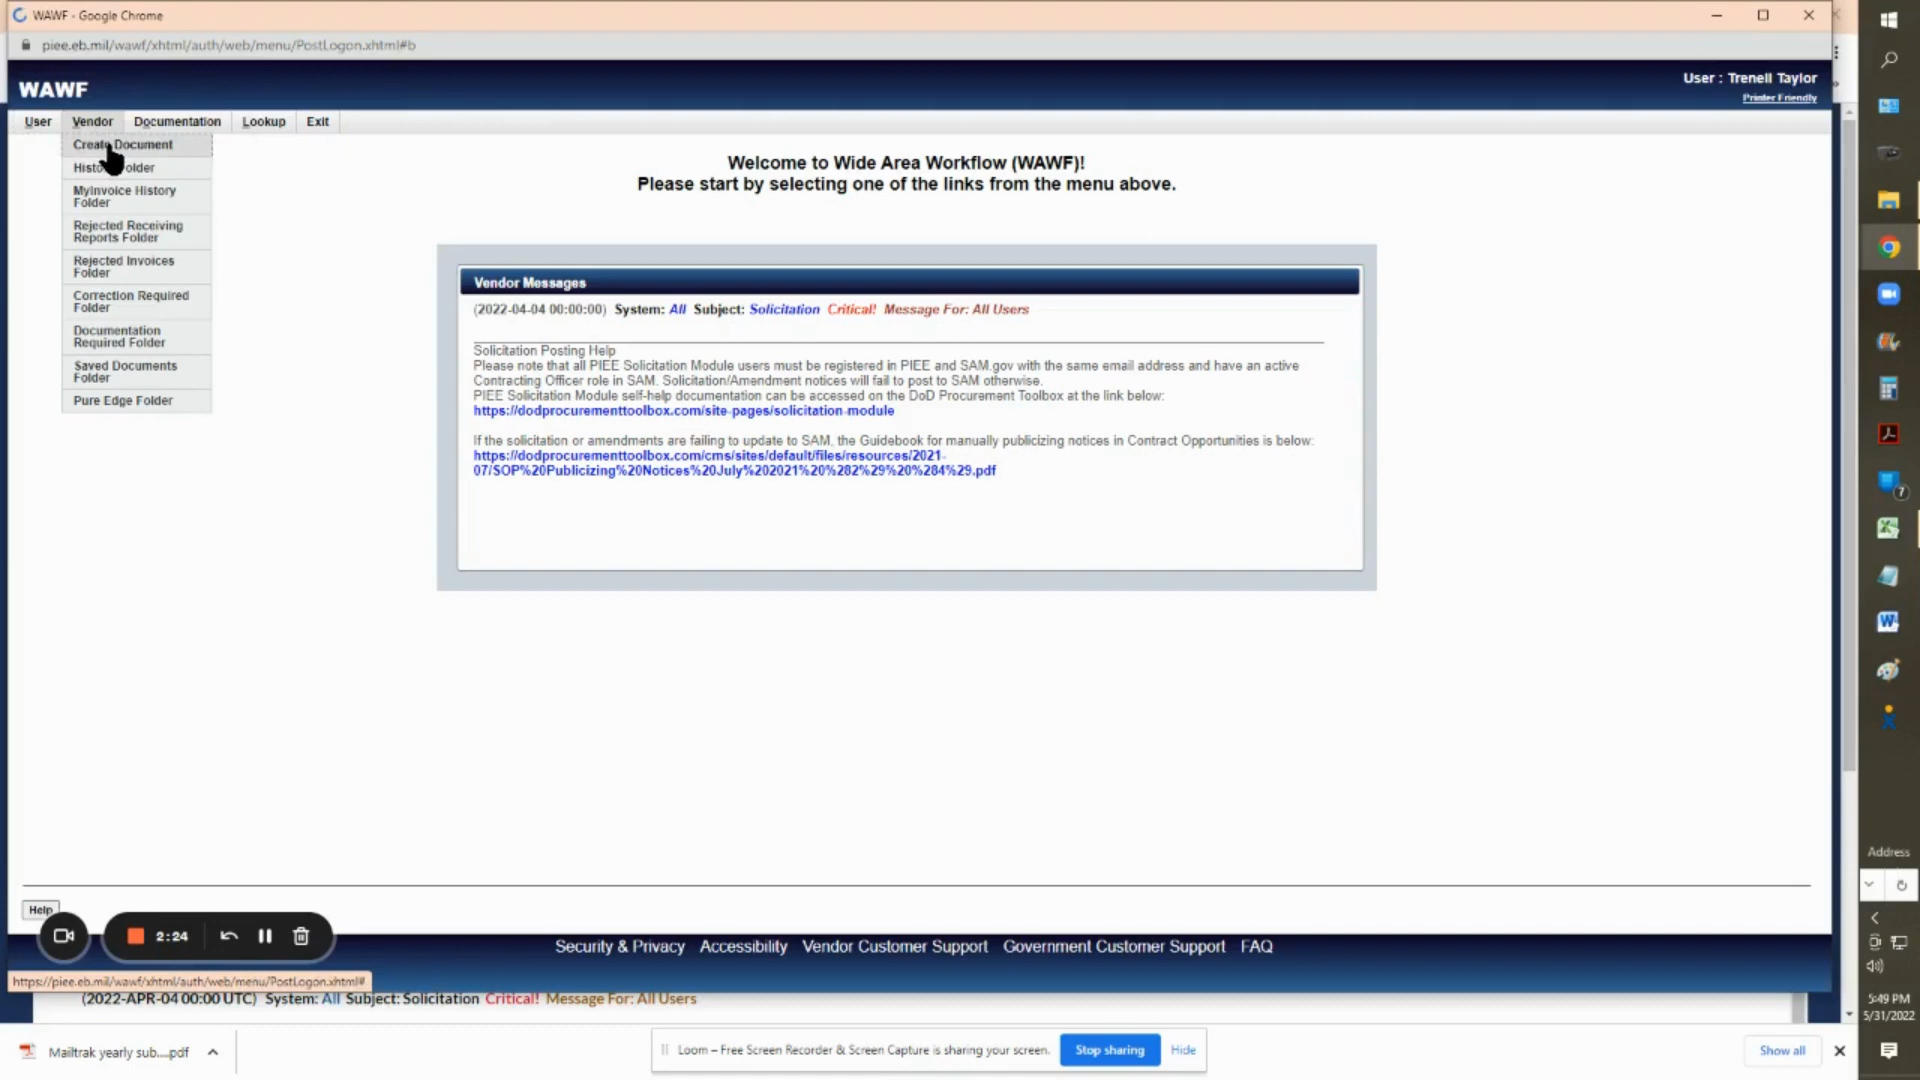 WAWF - Google Chrome
piee.eb.mil/wawf/xhtml/auth/web/menu/PostLogon.xhtml#b
WAWF
User : Trenell Taylor
Printer Friendly
User Vendor Documentation Lookup Exit
Create Document
History Folder
MyInvoice History
Folder
Rejected Receiving
Reports Folder
Rejected Invoices
Folder
Correction Required
Folder
Documentation
Required Folder
Saved Documents
Folder
Pure Edge Folder
Welcome to Wide Area Workflow (WAWF)!
Please start by selecting one of the links from the menu above.
Vendor Messages
(2022-04-04 00:00:00) System: All Subject: Solicitation Critical! Message For: All Users
Solicitation Posting Help
Please note that all PIEE Solicitation Module users must be registered in PIEE and SAM.gov with the same email address and have an active
Contracting Officer role in SAM. Solicitation/Amendment notices will fail to post to SAM otherwise.
PIEE Solicitation Module self-help documentation can be accessed on the DoD Procurement Toolbox at the link below:
https://dodprocurementtoolbox.com/site-pages/solicitation-module
If the solicitation or amendments are failing to update to SAM, the Guidebook for manually publicizing notices in Contract Opportunities is below:
https://dodprocurementtoolbox.com/cms/sites/default/files/resources/2021-
07/SOP%20Publicizing%20Notices%20July%202021%20%282%29%20%284%29.pdf
Help
2:24
Security & Privacy Accessibility Vendor Customer Support Government Customer Support FAQ
https://piee.eb.mil/wawf/xhtml/auth/web/menu/PostLogon.xhtml#
(2022-APR-04 00:00 UTC) System: All Subject: Solicitation Critical! Message For: All Users
Mailtrak yearly sub....pdf
Loom – Free Screen Recorder & Screen Capture is sharing your screen.
Stop sharing
Hide
Show all
7
Address
5:49 PM
5/31/2022